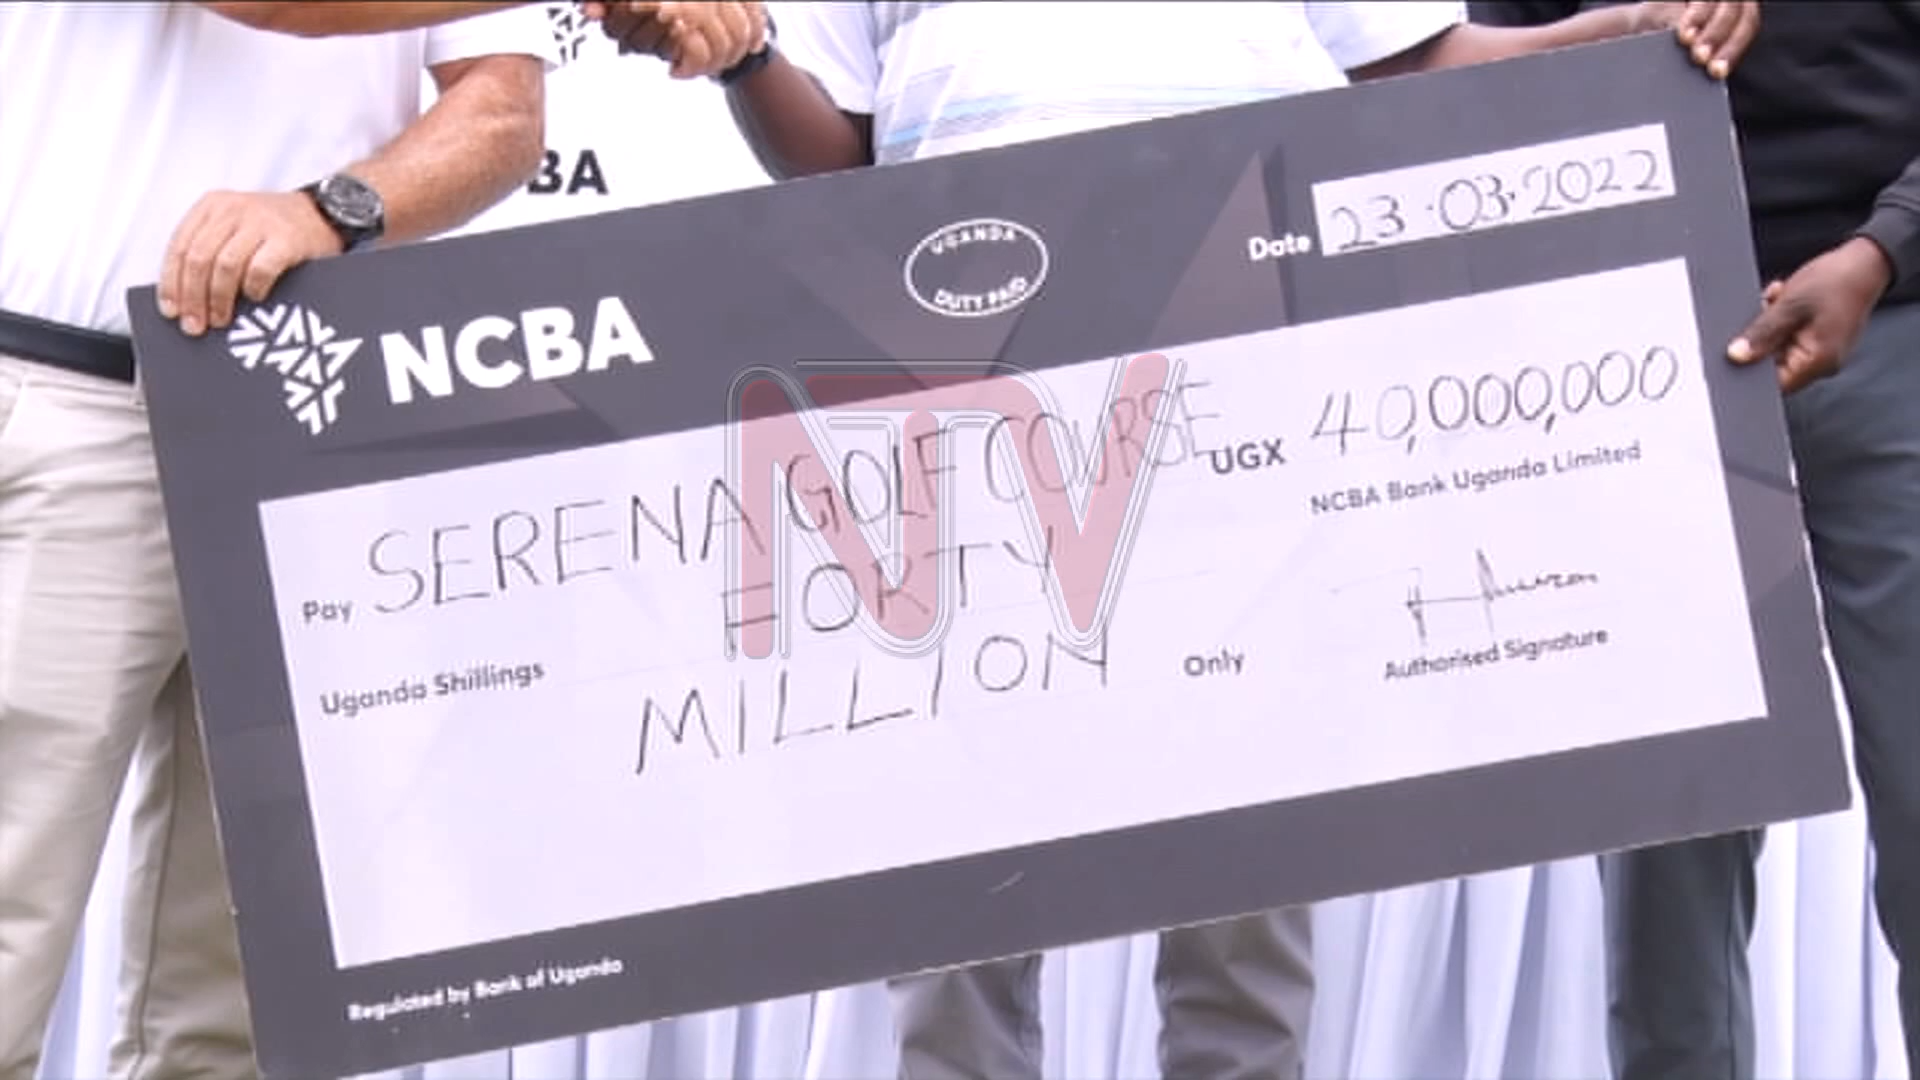 BA
UGANDA
DUTY PAID
Date 23.03.2022
NCBA
NTV
Pay SERENA GOLF COURSE UGX 40,000,000
NCBA Bank Uganda Limited
Uganda Shillings FORTY
MILLION Only
Authorised Signature
Regulated by Bank of Uganda